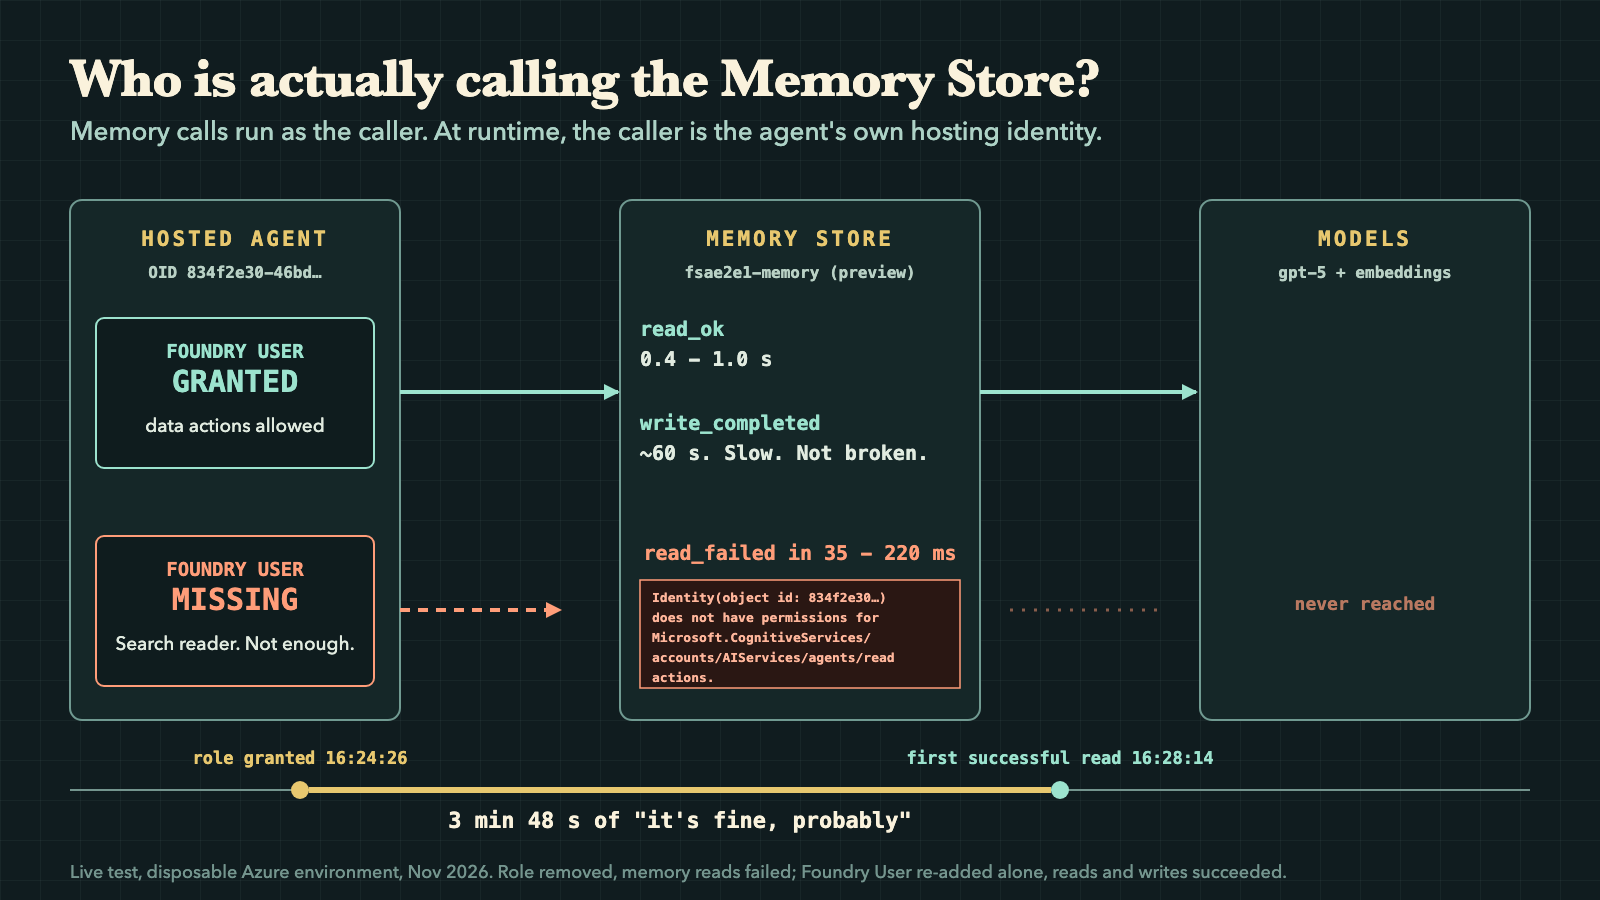 Who is actually calling the Memory Store?
Memory calls run as the caller. At runtime, the caller is the agent's own hosting identity.
HOSTED AGENT
OID 834f2e30-46bd…
FOUNDRY USER
GRANTED
data actions allowed
FOUNDRY USER
MISSING
Search reader. Not enough.
MEMORY STORE
fsae2e1-memory (preview)
read_ok
0.4 – 1.0 s
write_completed
~60 s. Slow. Not broken.
read_failed in 35 – 220 ms
Identity(object id: 834f2e30…)
does not have permissions for
Microsoft.CognitiveServices/
accounts/AIServices/agents/read
actions.
MODELS
gpt-5 + embeddings
never reached
role granted 16:24:26
first successful read 16:28:14
3 min 48 s of "it's fine, probably"
Live test, disposable Azure environment, Nov 2026. Role removed, memory reads failed; Foundry User re-added alone, reads and writes succeeded.